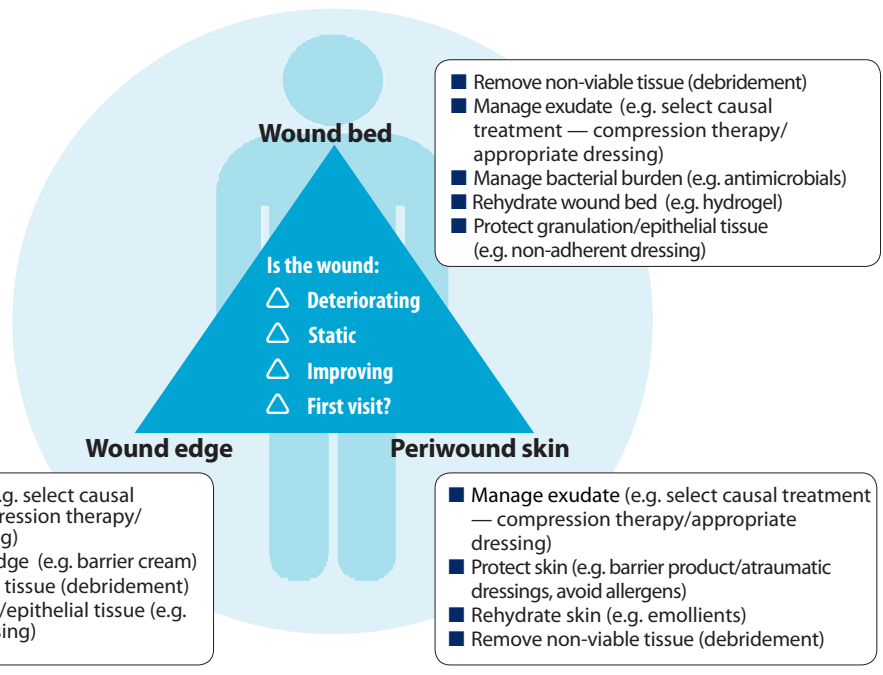 Wound bed
■ Remove non-viable tissue (debridement)
■ Manage exudate (e.g. select causal
treatment — compression therapy/
appropriate dressing)
■ Manage bacterial burden (e.g. antimicrobials)
■ Rehydrate wound bed (e.g. hydrogel)
■ Protect granulation/epithelial tissue
(e.g. non-adherent dressing)
Is the wound:
△ Deteriorating
△ Static
△ Improving
△ First visit?
Wound edge
Periwound skin
.g. select causal
ression therapy/
g)
dge (e.g. barrier cream)
tissue (debridement)
/epithelial tissue (e.g.
sing)
■ Manage exudate (e.g. select causal treatment
— compression therapy/appropriate
dressing)
■ Protect skin (e.g. barrier product/atraumatic
dressings, avoid allergens)
■ Rehydrate skin (e.g. emollients)
■ Remove non-viable tissue (debridement)